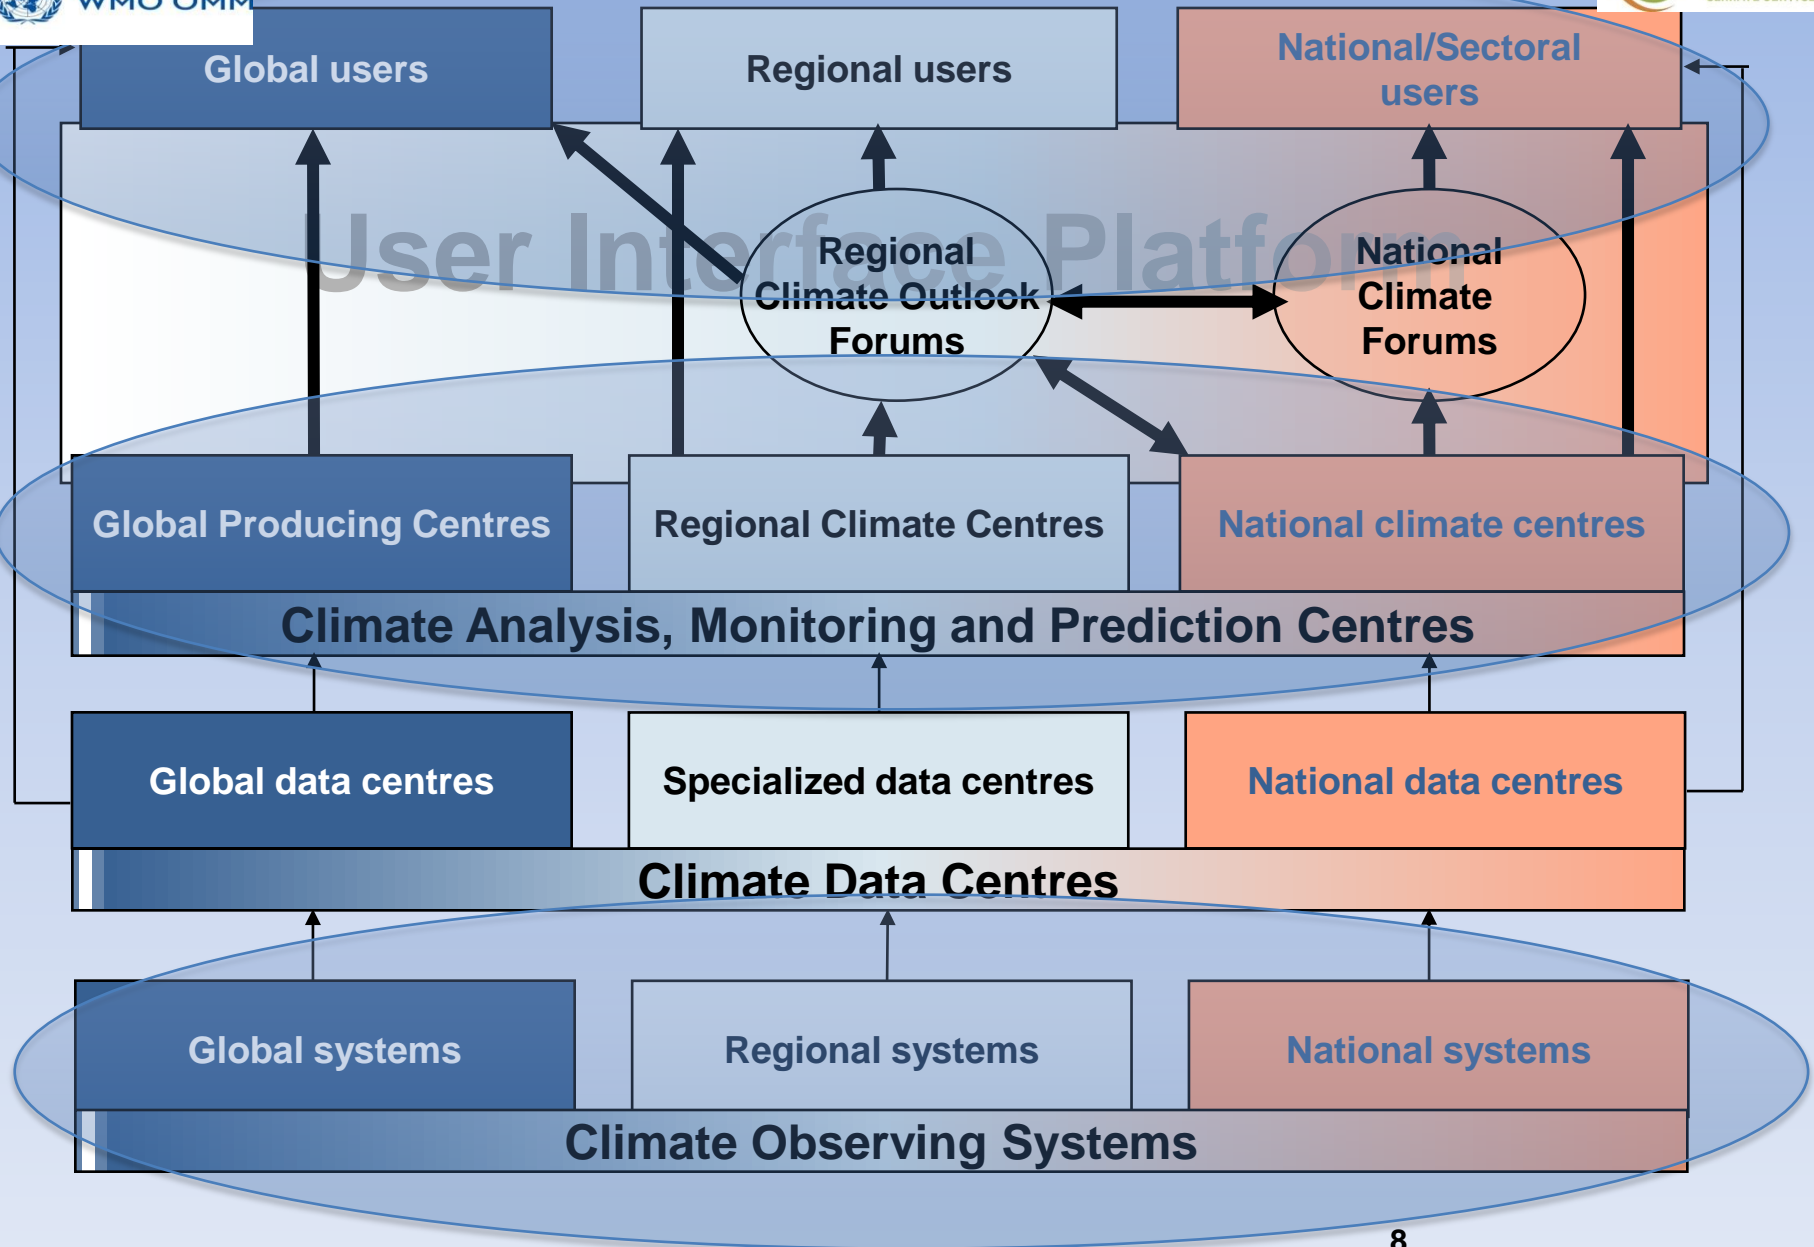 WMO OMM
Global users
Regional users
National/Sectoral
users
User Interface Platform
Regional
Climate Outlook
Forums
National
Climate
Forums
Global Producing Centres
Regional Climate Centres
National climate centres
Climate Analysis, Monitoring and Prediction Centres
Global data centres
Specialized data centres
National data centres
Climate Data Centres
Global systems
Regional systems
National systems
Climate Observing Systems
8